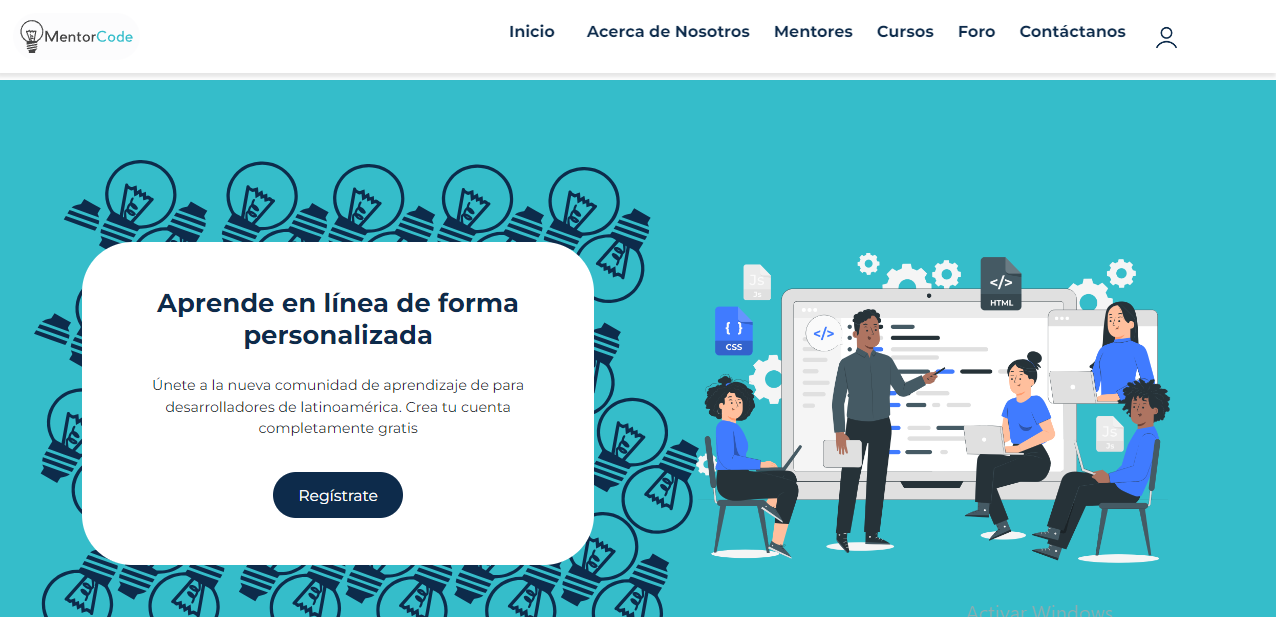 MentorCode
Inicio Acerca de Nosotros Mentores Cursos Foro Contáctanos
Aprende en línea de forma
personalizada
Únete a la nueva comunidad de aprendizaje de para
desarrolladores de latinoamérica. Crea tu cuenta
completamente gratis
Regístrate
Js
Js
</>
HTML
{ }
CSS
</>
Js
Js
Activar Windows